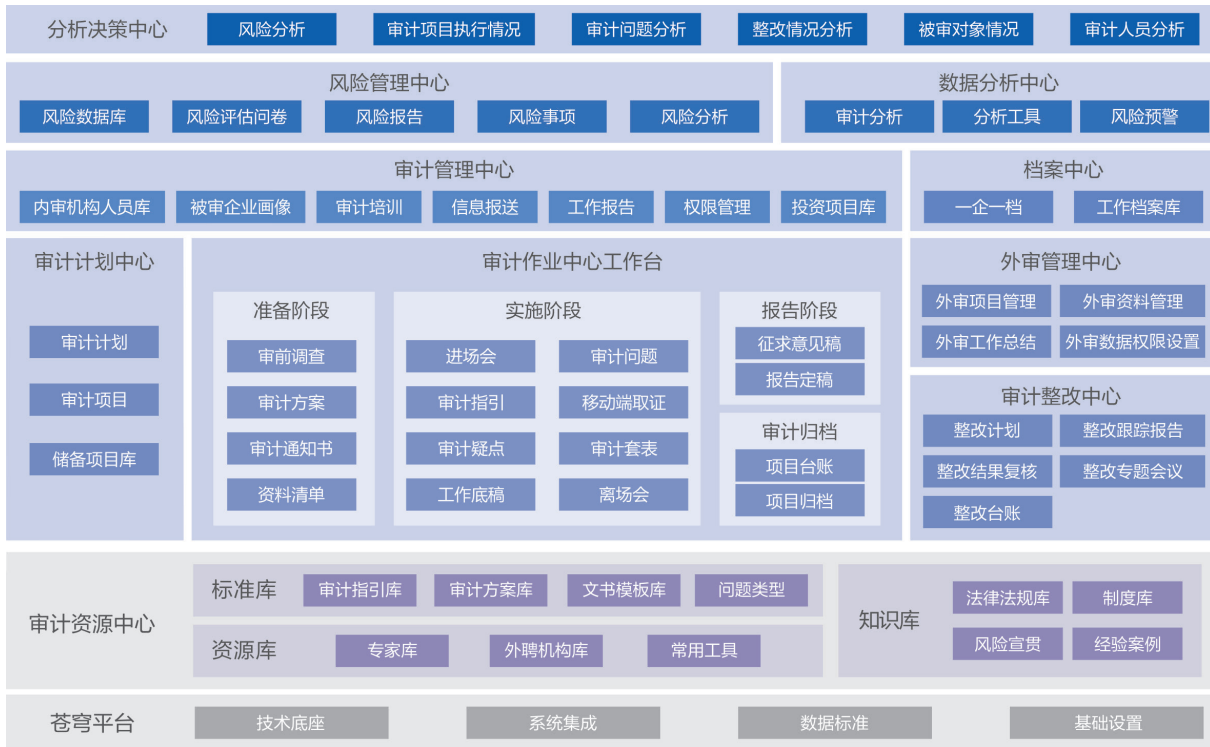 分析决策中心 风险分析 审计项目执行情况 审计问题分析 整改情况分析 被审对象情况 审计人员分析
风险管理中心
风险数据库 风险评估问卷 风险报告 风险事项 风险分析
数据分析中心
审计分析 分析工具 风险预警
审计管理中心
内审机构人员库 被审企业画像 审计培训 信息报送 工作报告 权限管理 投资项目库
档案中心
一企一档 工作档案库
审计计划中心
审计计划
审计项目
储备项目库
审计作业中心工作台
准备阶段
审前调查
审计方案
审计通知书
资料清单
实施阶段
进场会 审计问题
审计指引 移动端取证
审计疑点 审计套表
工作底稿 离场会
报告阶段
征求意见稿
报告定稿
审计归档
项目台账
项目归档
外审管理中心
外审项目管理 外审资料管理
外审工作总结 外审数据权限设置
审计整改中心
整改计划 整改跟踪报告
整改结果复核 整改专题会议
整改台账
审计资源中心
标准库 审计指引库 审计方案库 文书模板库 问题类型
资源库 专家库 外聘机构库 常用工具
知识库
法律法规库 制度库
风险宣贯 经验案例
苍穹平台 技术底座 系统集成 数据标准 基础设置